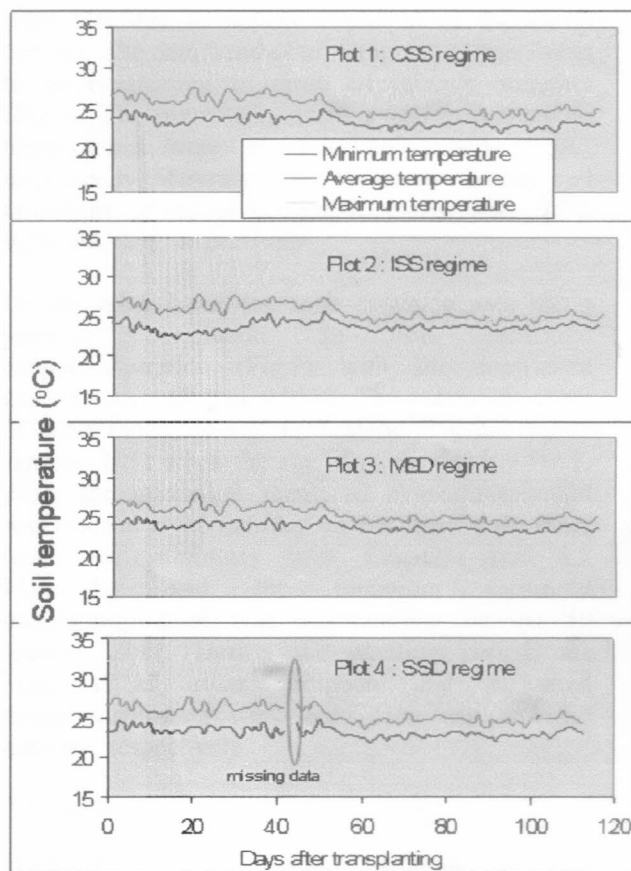 35
30
25
20
15
Plot 1: CSS regime
Minimum temperature
Average temperature
Maximum temperature
35
30
25
20
15
Plot 2 : ISS regime
Soil temperature (°C)
35
30
25
20
15
Plot 3 : MSD regime
35
30
25
20
15
Plot 4 : SSD regime
missing data
0 20 40 60 80 100 120
Days after transplanting